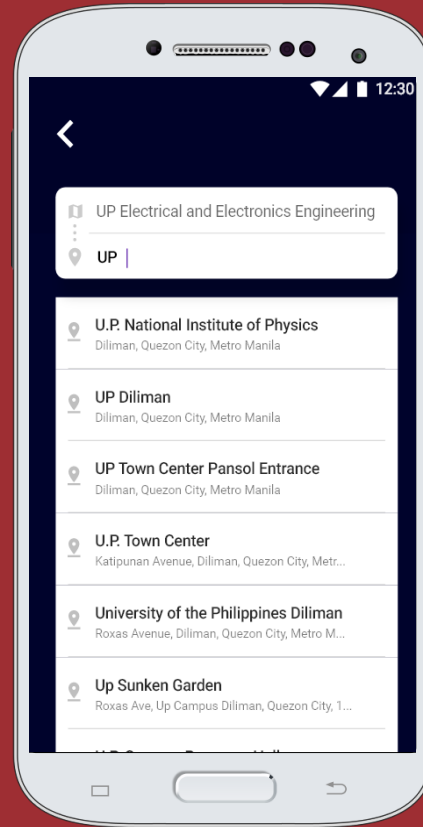 12:30
UP Electrical and Electronics Engineering
UP
U.P. National Institute of Physics
Diliman, Quezon City, Metro Manila
UP Diliman
Diliman, Quezon City, Metro Manila
UP Town Center Pansol Entrance
Diliman, Quezon City, Metro Manila
U.P. Town Center
Katipunan Avenue, Diliman, Quezon City, Metr...
University of the Philippines Diliman
Roxas Avenue, Diliman, Quezon City, Metro M...
Up Sunken Garden
Roxas Ave, Up Campus Diliman, Quezon City, 1...